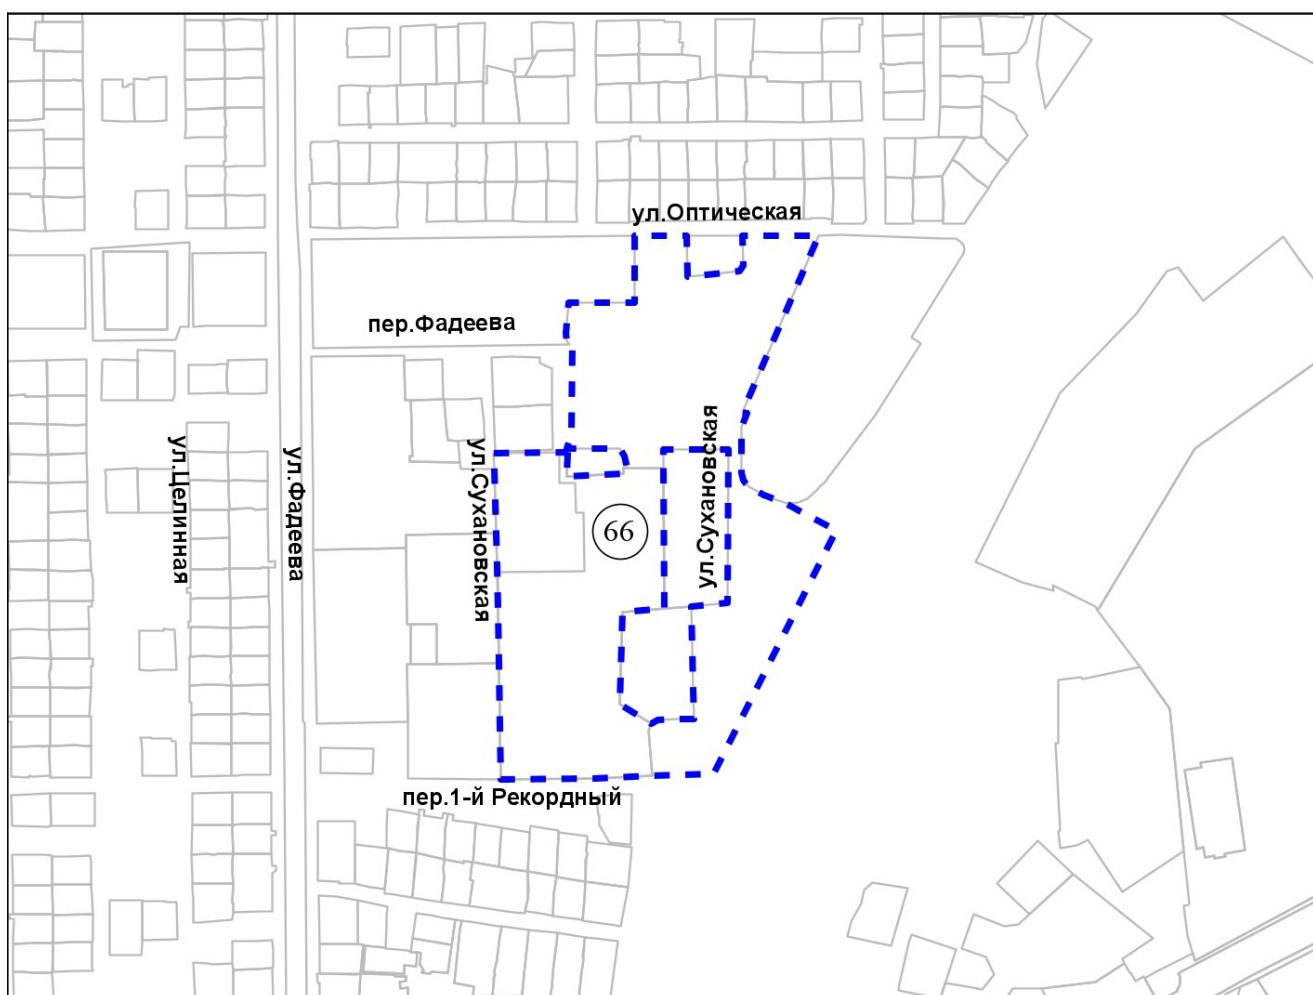 ул.Оптическая
пер.Фадеева
ул.Целинная
ул.Фадеева
ул.Сухановская
66
ул.Сухановская
пер.1-й Рекордный